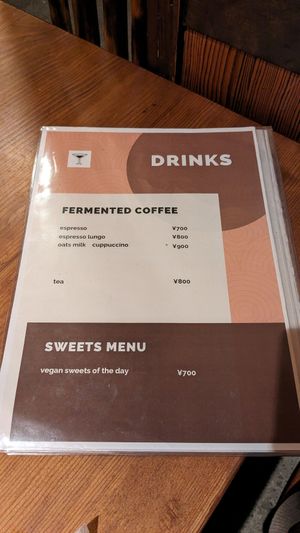 DRINKS
FERMENTED COFFEE
espresso ¥700
espresso lungo ¥800
oats milk cuppuccino ¥900
tea ¥800
SWEETS MENU
vegan sweets of the day ¥700